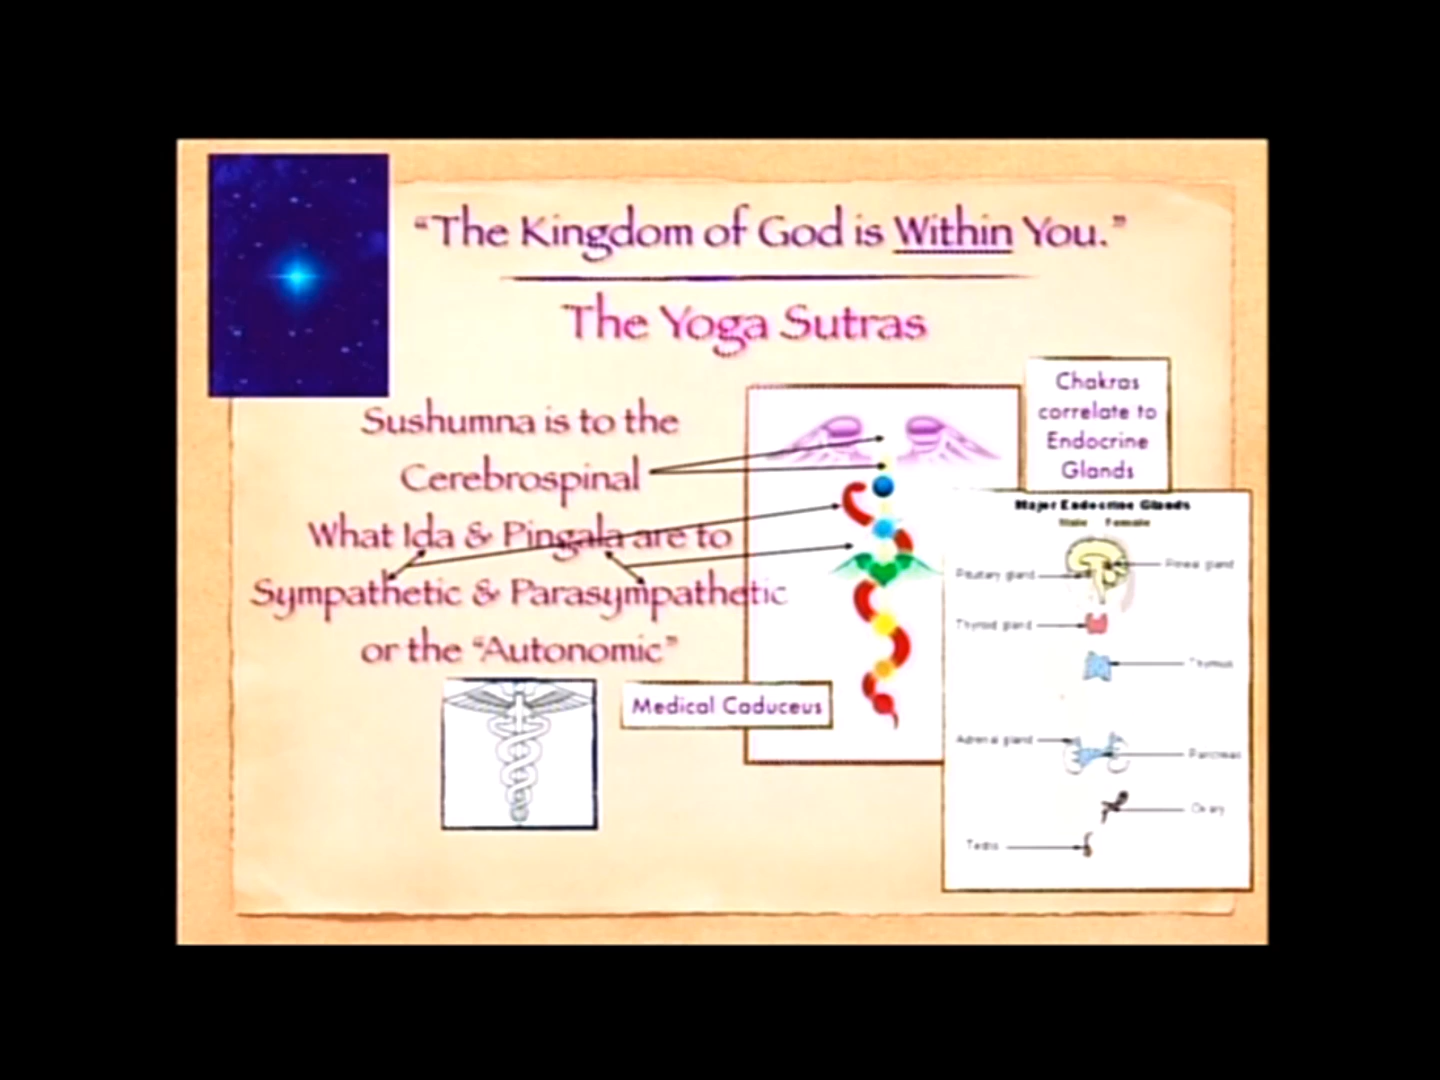 “The Kingdom of God is Within You.”
The Yoga Sutras
Sushumna is to the
Cerebrospinal
What Ida & Pingala are to
Sympathetic & Parasympathetic
or the “Autonomic”
Medical Caduceus
Chakras
correlate to
Endocrine
Glands
Major Endocrine Glands
Male Female
Pituitary gland
Pineal gland
Thyroid gland
Thymus
Adrenal gland
Pancreas
Ovary
Testis